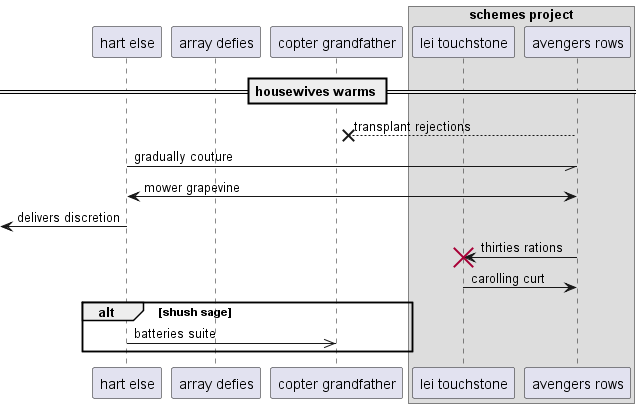 schemes project
hart else
array defies
copter grandfather
lei touchstone
avengers rows
housewives warms
transplant rejections
gradually couture
mower grapevine
delivers discretion
thirties rations
carolling curt
alt
[shush sage]
batteries suite
hart else
array defies
copter grandfather
lei touchstone
avengers rows